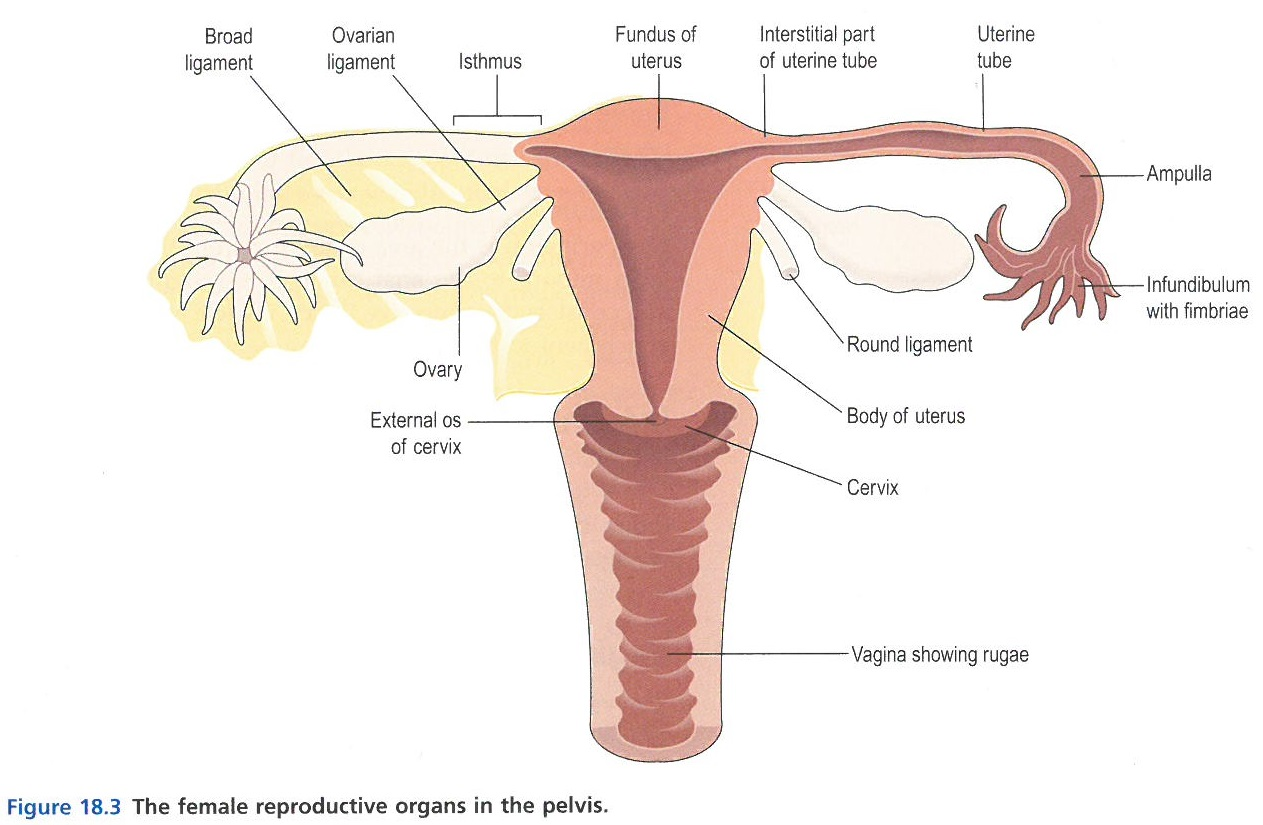 Broad
ligament
Ovarian
ligament
Isthmus
Fundus of
uterus
Interstitial part
of uterine tube
Uterine
tube
Ampulla
Infundibulum
with fimbriae
Round ligament
Ovary
Body of uterus
External os
of cervix
Cervix
Vagina showing rugae
Figure 18.3 The female reproductive organs in the pelvis.